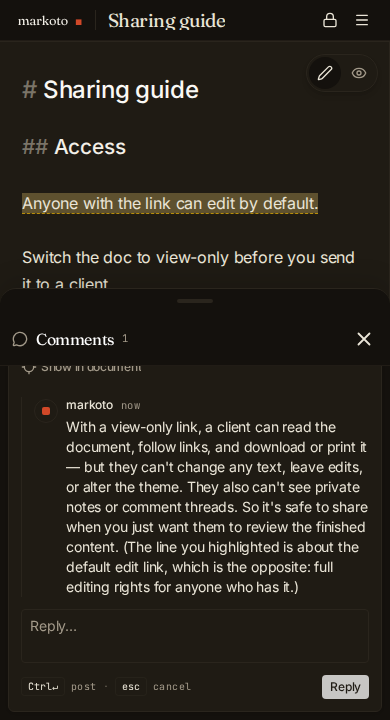 markoto
Sharing guide
# Sharing guide
## Access
Anyone with the link can edit by default.
Switch the doc to view-only before you send
it to a client
Comments 1
Show in document
markoto now
With a view-only link, a client can read the
document, follow links, and download or print it
— but they can't change any text, leave edits,
or alter the theme. They also can't see private
notes or comment threads. So it's safe to share
when you just want them to review the finished
content. (The line you highlighted is about the
default edit link, which is the opposite: full
editing rights for anyone who has it.)
Reply...
Ctrl↵ post · esc cancel
Reply